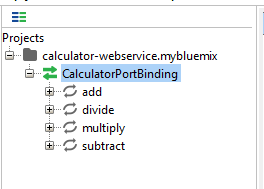 Projects
calculator-webservice.mybluemix
CalculatorPortBinding
add
divide
multiply
subtract